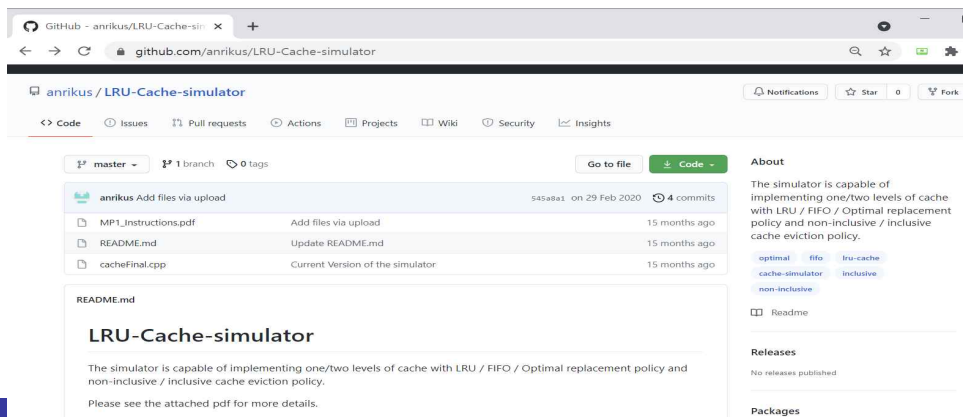 GitHub - anrikus/LRU-Cache-sin
github.com/anrikus/LRU-Cache-simulator
anrikus / LRU-Cache-simulator
Notifications Star 0 Fork
<> Code Issues Pull requests Actions Projects Wiki Security Insights
master 1 branch 0 tags Go to file Code
anrikus Add files via upload 545a8a1 on 29 Feb 2020 4 commits
MP1_Instructions.pdf Add files via upload 15 months ago
README.md Update README.md 15 months ago
cacheFinal.cpp Current Version of the simulator 15 months ago
README.md
LRU-Cache-simulator
The simulator is capable of implementing one/two levels of cache with LRU / FIFO / Optimal replacement policy and
non-inclusive / inclusive cache eviction policy.
Please see the attached pdf for more details.
About
The simulator is capable of
implementing one/two levels of cache
with LRU / FIFO / Optimal replacement
policy and non-inclusive / inclusive
cache eviction policy.
optimal fifo lru-cache
cache-simulator inclusive
non-inclusive
Readme
Releases
No releases published
Packages